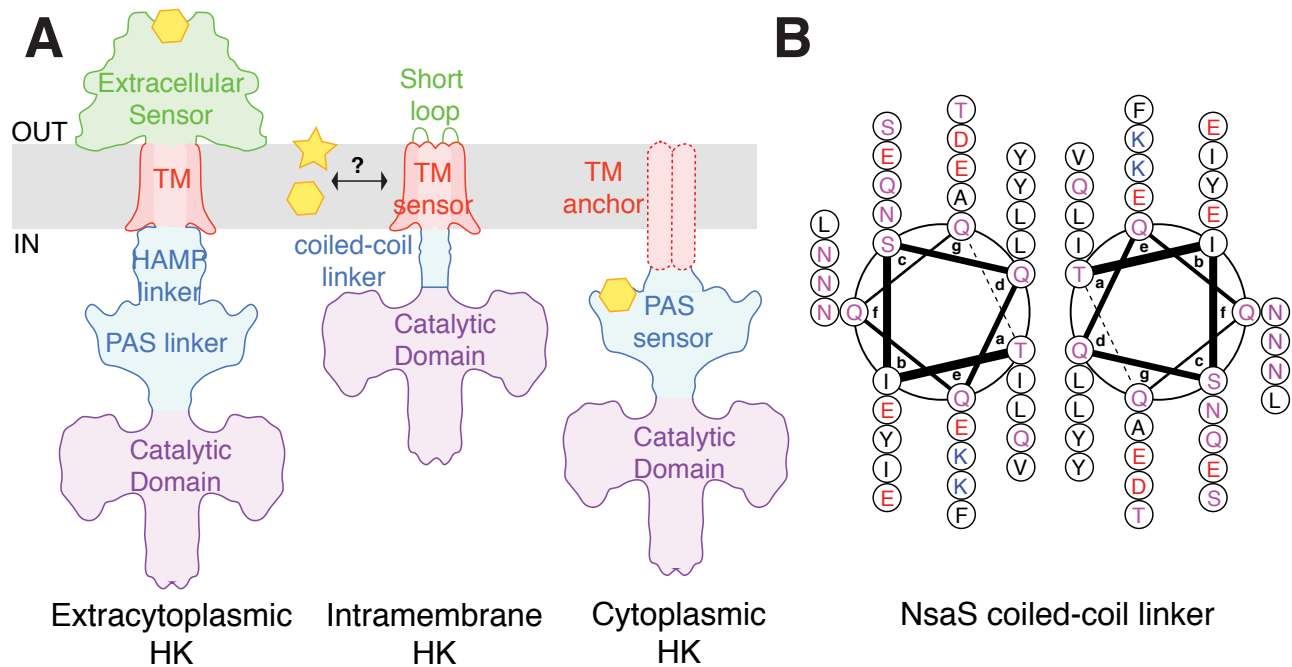 A
Extracellular
Sensor
OUT
TM
IN
HAMP
linker
PAS linker
Catalytic
Domain
Extracytoplasmic
HK
?
Short
loop
TM
sensor
coiled-coil
linker
Catalytic
Domain
Intramembrane
HK
TM
anchor
PAS
sensor
Catalytic
Domain
Cytoplasmic
HK
B
L N N N Q f
S E Q N S c
T D E A Q g
Y Y L L Q d
b I E Y I E
e Q E K K F
a T I L Q V
V Q L I T a
F K K E Q e
E I Y E I b
f Q N N N L
d Q L L Y Y
g Q A E D T
c S N Q E S
NsaS coiled-coil linker